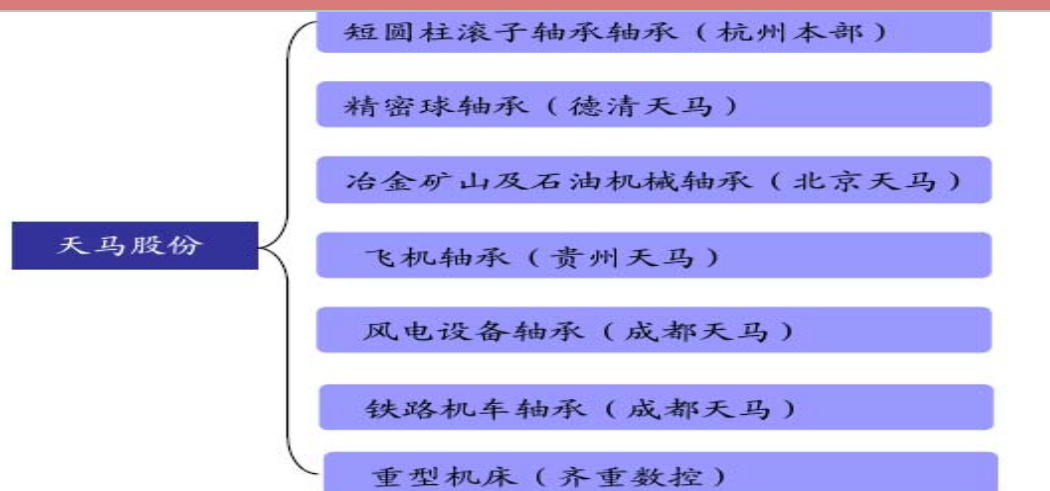 短圆柱滚子轴承轴承（杭州本部）
精密球轴承（德清天马）
冶金矿山及石油机械轴承（北京天马）
天马股份
飞机轴承（贵州天马）
风电设备轴承（成都天马）
铁路机车轴承（成都天马）
重型机床（齐重数控）